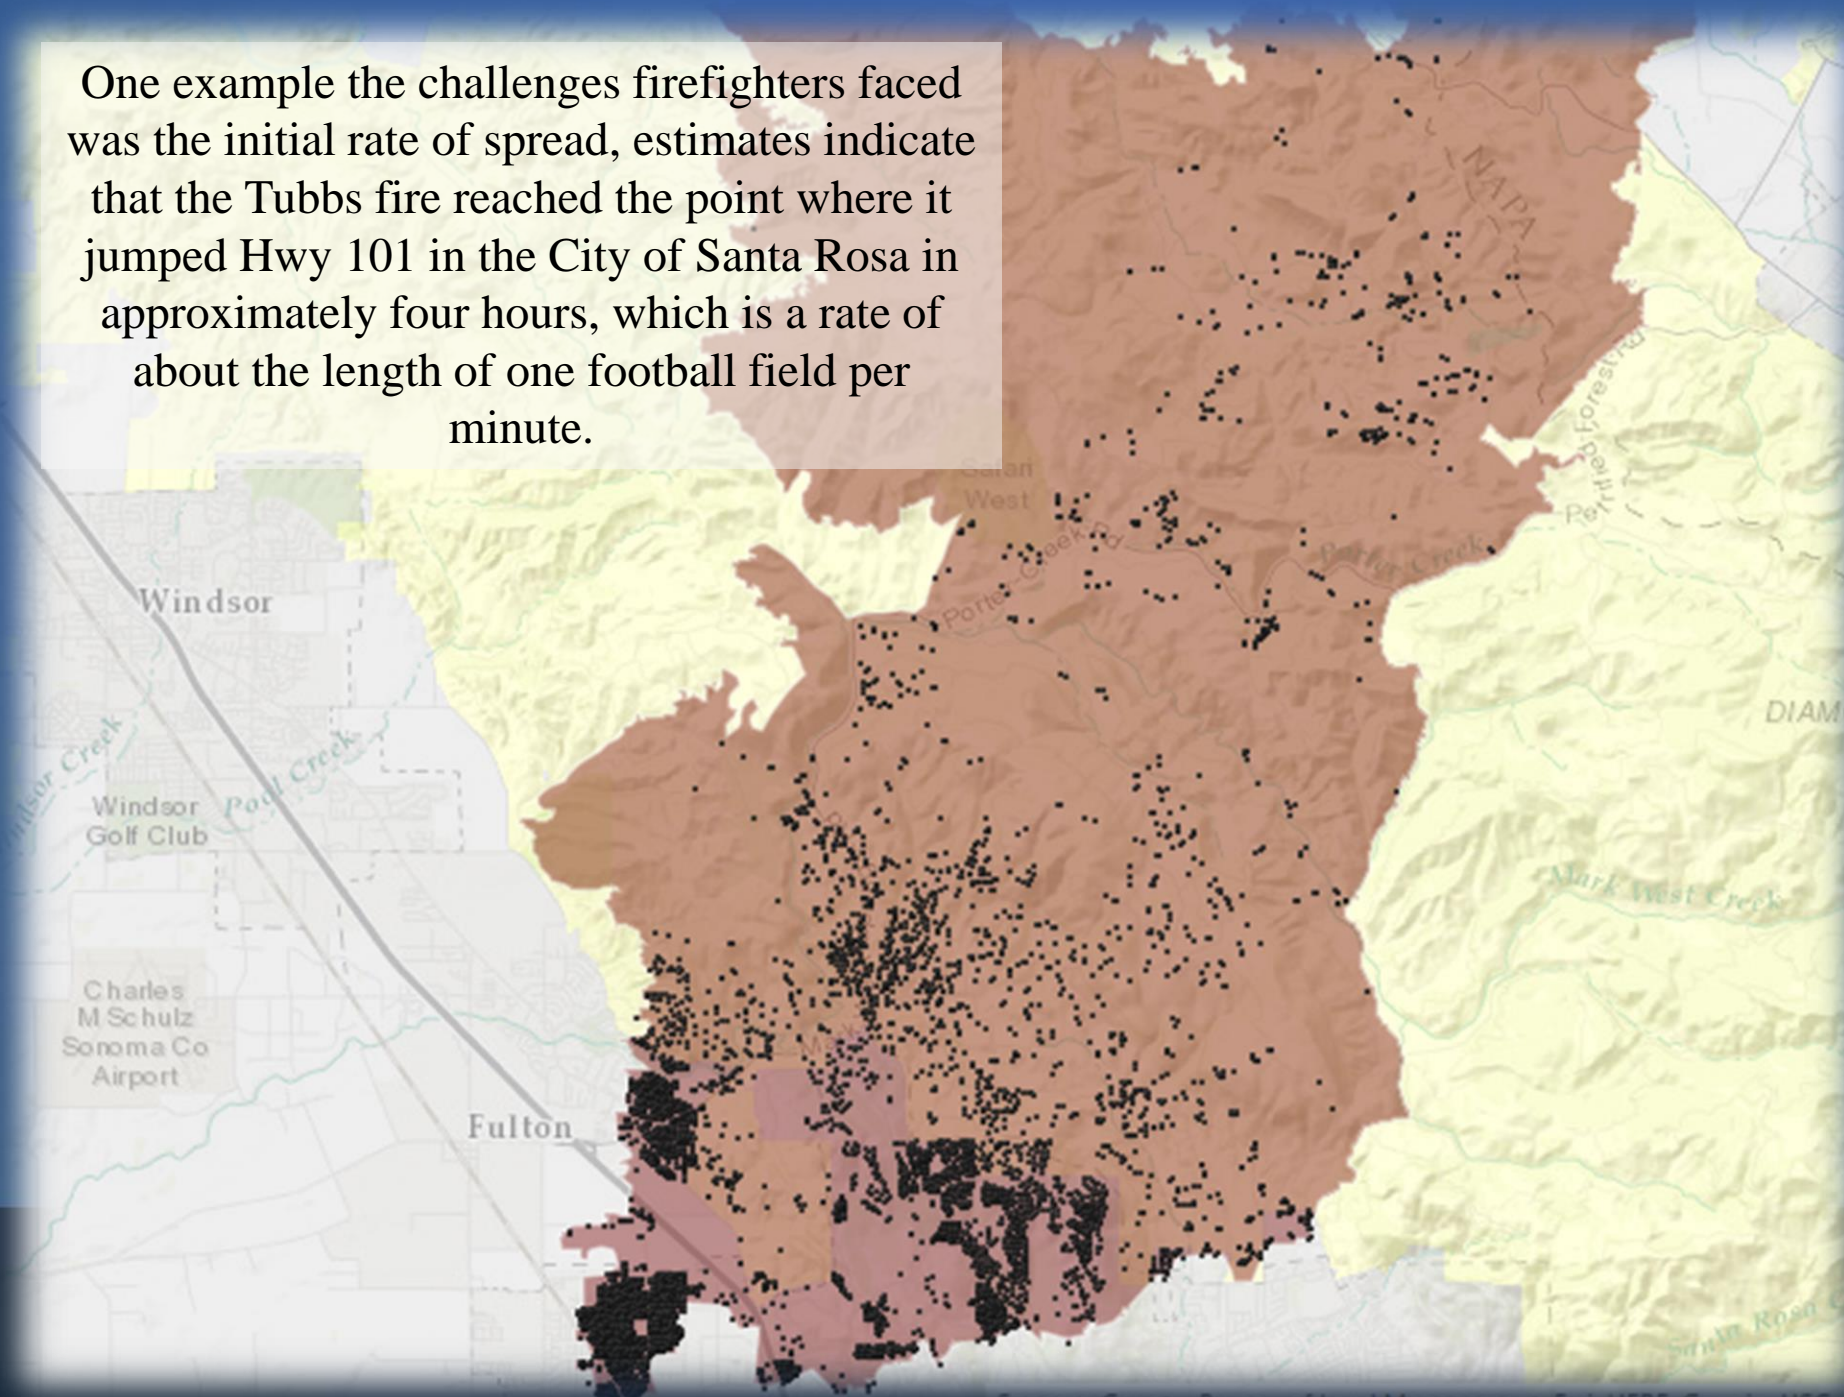 One example the challenges firefighters faced
was the initial rate of spread, estimates indicate
that the Tubbs fire reached the point where it
jumped Hwy 101 in the City of Santa Rosa in
approximately four hours, which is a rate of
about the length of one football field per
minute.
NAPA
Petrified Forest Rd
Safari
West
Porter Creek Rd
Porter Creek
Windsor
DIAM
Windsor Creek
Pool Creek
Windsor
Golf Club
Mark West Creek
Charles
M Schulz
Sonoma Co
Airport
Mark
Fulton
Santa Rosa C